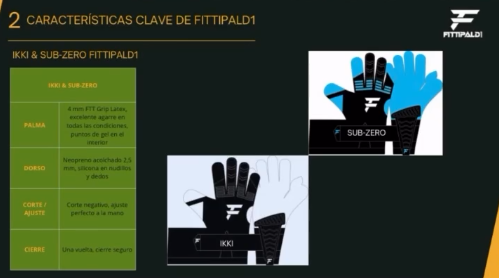 2 CARACTERÍSTICAS CLAVE DE FITTIPALD1
FITTIPALD1
IKKI & SUB-ZERO FITTIPALD1
IKKI & SUB-ZERO
PALMA
4 mm FTT Grip Latex,
excelente agarre en
todas las condiciones,
puntos de gel en el
interior
DORSO
Neopreno acolchado 2,5
mm, silicona en nudillos
y dedos
CORTE /
AJUSTE
Corte negativo, ajuste
perfecto a la mano
CIERRE
Una vuelta, cierre seguro
SUB-ZERO
IKKI